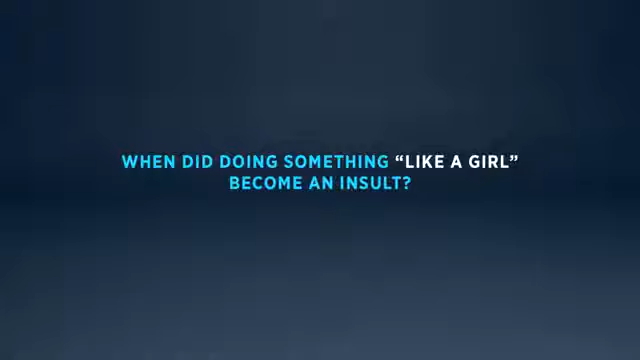 WHEN DID DOING SOMETHING “LIKE A GIRL”
BECOME AN INSULT?